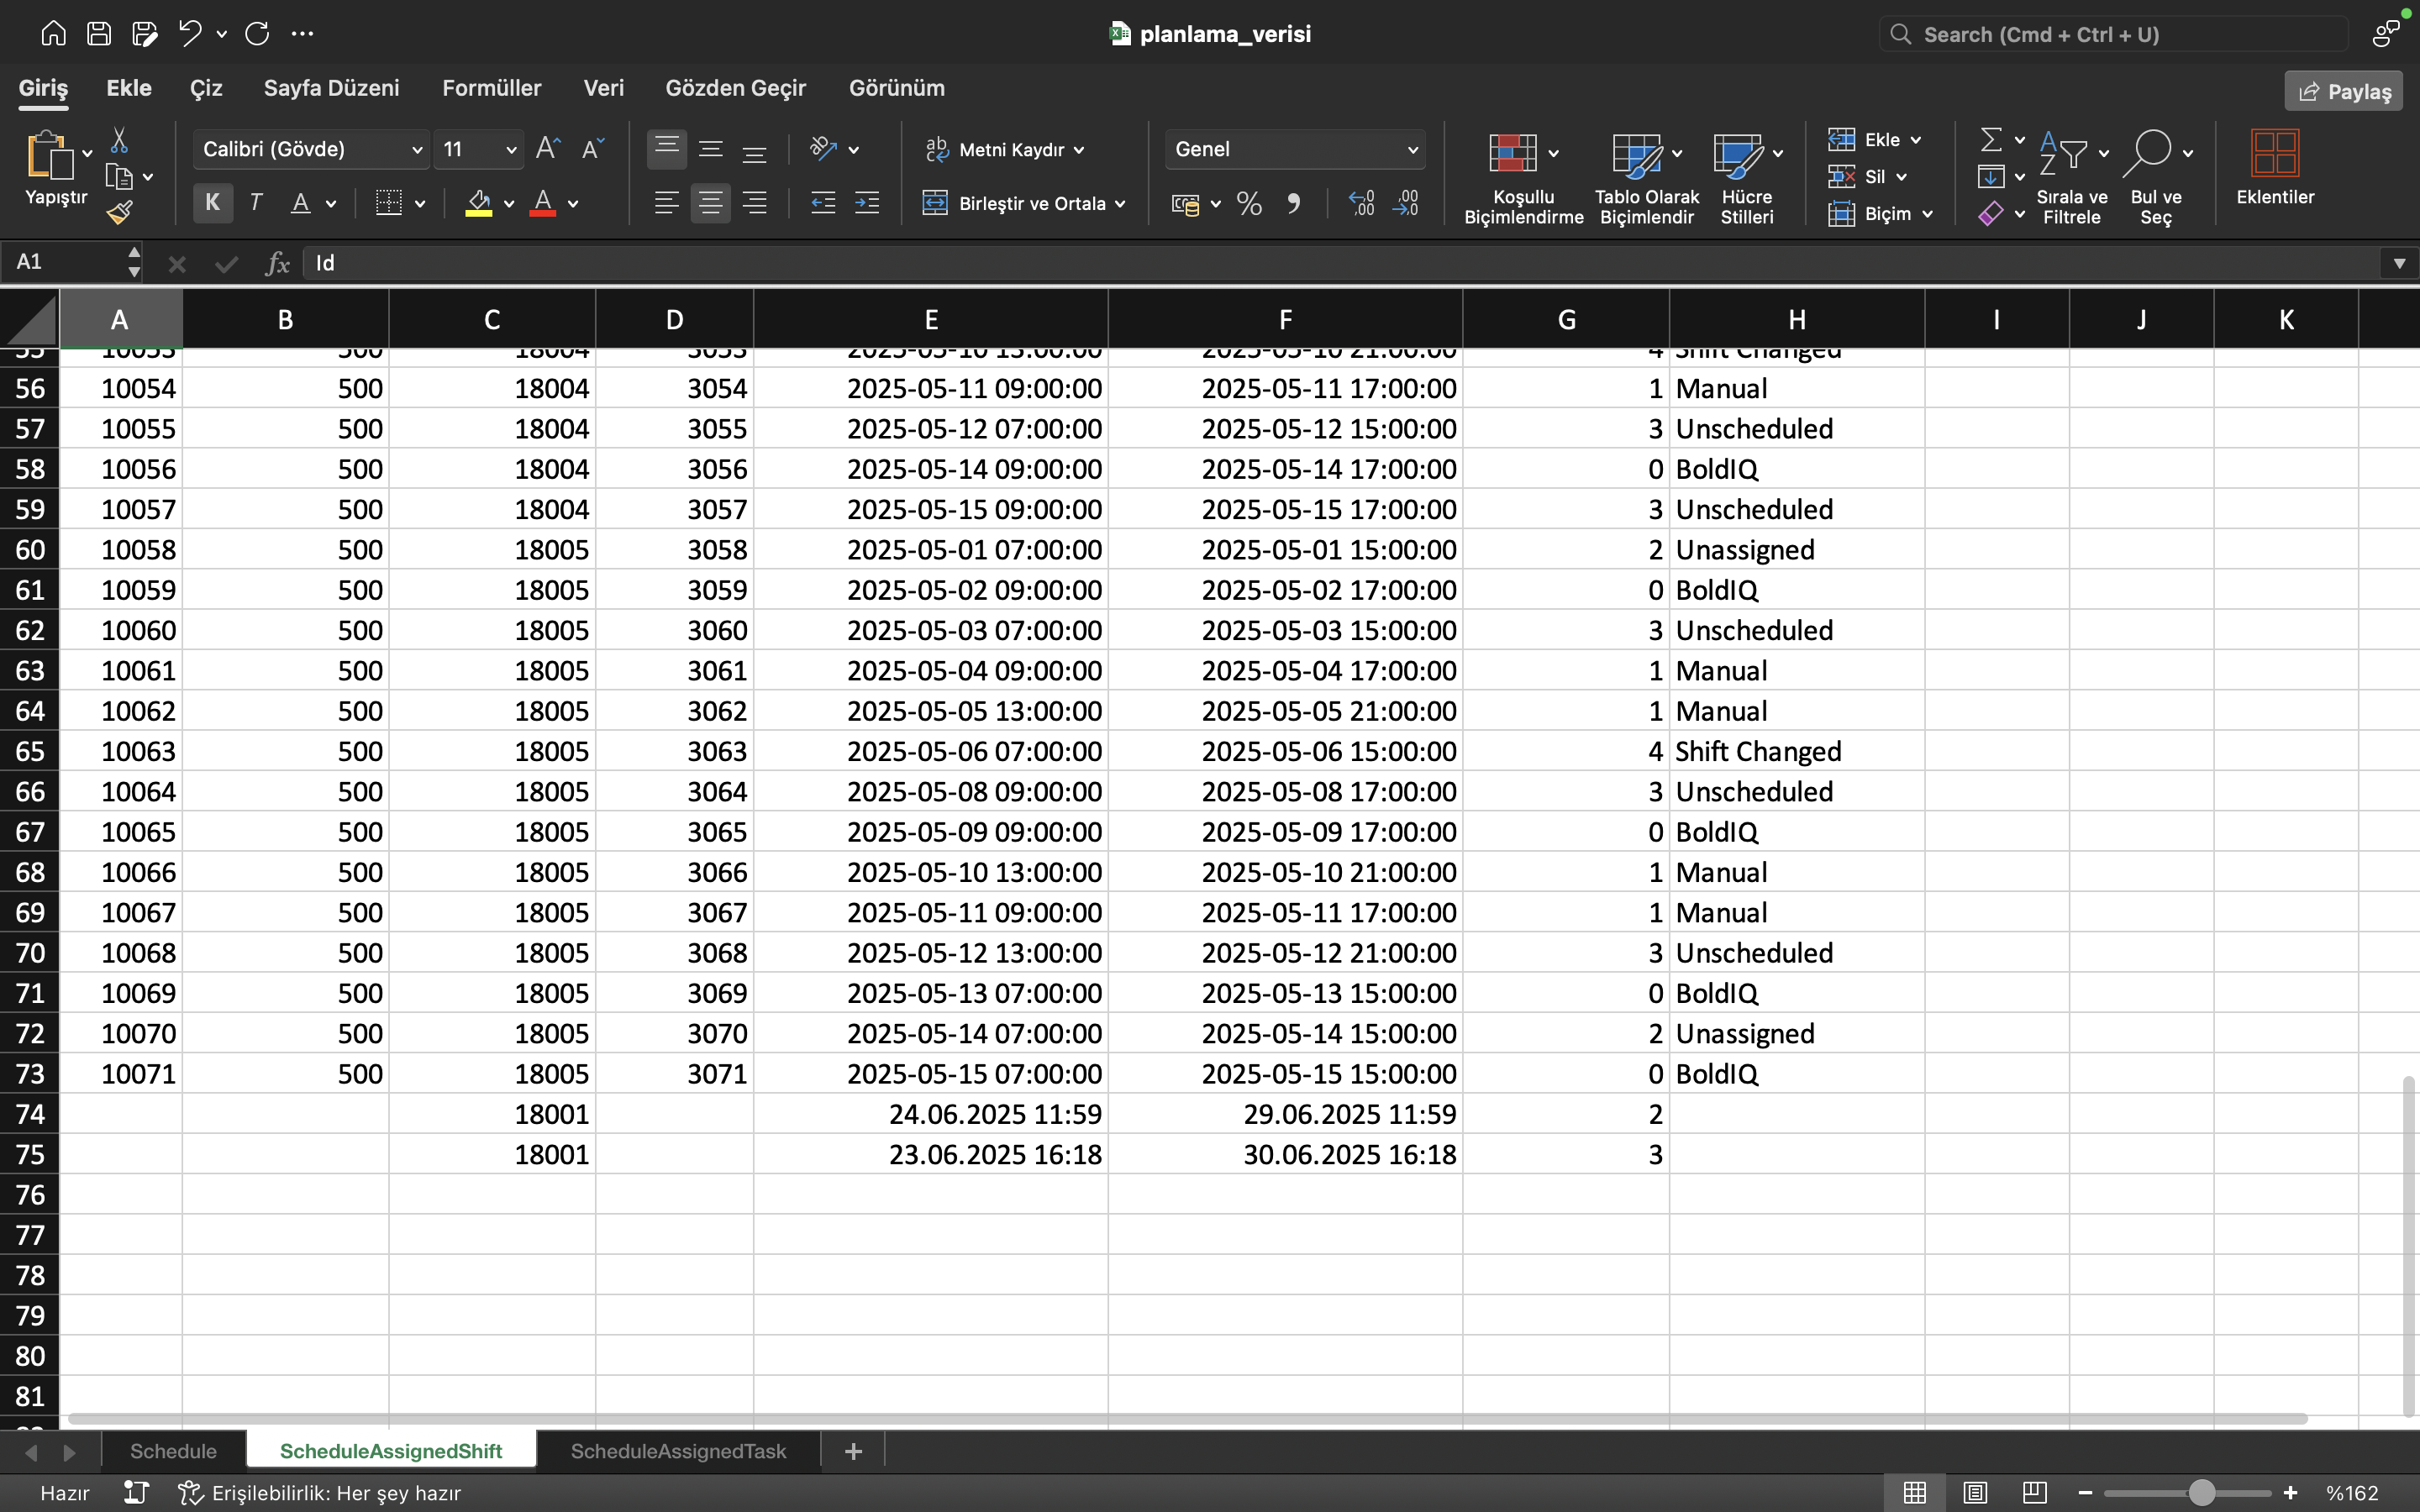 planlama_verisi
Search (Cmd + Ctrl + U)
Giriş Ekle Çiz Sayfa Düzeni Formüller Veri Gözden Geçir Görünüm Paylaş
Yapıştır
Calibri (Gövde) 11
K T A
Metni Kaydır
Birleştir ve Ortala
Genel
Koşullu Biçimlendirme
Tablo Olarak Biçimlendir
Hücre Stilleri
Ekle
Sil
Biçim
Sırala ve Filtrele
Bul ve Seç
Eklentiler
A1 fx Id
A B C D E F G H I J K
55 10053 500 18004 3053 2025-05-10 13:00:00 2025-05-10 21:00:00 4 Shift Changed
56 10054 500 18004 3054 2025-05-11 09:00:00 2025-05-11 17:00:00 1 Manual
57 10055 500 18004 3055 2025-05-12 07:00:00 2025-05-12 15:00:00 3 Unscheduled
58 10056 500 18004 3056 2025-05-14 09:00:00 2025-05-14 17:00:00 0 BoldIQ
59 10057 500 18004 3057 2025-05-15 09:00:00 2025-05-15 17:00:00 3 Unscheduled
60 10058 500 18005 3058 2025-05-01 07:00:00 2025-05-01 15:00:00 2 Unassigned
61 10059 500 18005 3059 2025-05-02 09:00:00 2025-05-02 17:00:00 0 BoldIQ
62 10060 500 18005 3060 2025-05-03 07:00:00 2025-05-03 15:00:00 3 Unscheduled
63 10061 500 18005 3061 2025-05-04 09:00:00 2025-05-04 17:00:00 1 Manual
64 10062 500 18005 3062 2025-05-05 13:00:00 2025-05-05 21:00:00 1 Manual
65 10063 500 18005 3063 2025-05-06 07:00:00 2025-05-06 15:00:00 4 Shift Changed
66 10064 500 18005 3064 2025-05-08 09:00:00 2025-05-08 17:00:00 3 Unscheduled
67 10065 500 18005 3065 2025-05-09 09:00:00 2025-05-09 17:00:00 0 BoldIQ
68 10066 500 18005 3066 2025-05-10 13:00:00 2025-05-10 21:00:00 1 Manual
69 10067 500 18005 3067 2025-05-11 09:00:00 2025-05-11 17:00:00 1 Manual
70 10068 500 18005 3068 2025-05-12 13:00:00 2025-05-12 21:00:00 3 Unscheduled
71 10069 500 18005 3069 2025-05-13 07:00:00 2025-05-13 15:00:00 0 BoldIQ
72 10070 500 18005 3070 2025-05-14 07:00:00 2025-05-14 15:00:00 2 Unassigned
73 10071 500 18005 3071 2025-05-15 07:00:00 2025-05-15 15:00:00 0 BoldIQ
74 18001 24.06.2025 11:59 29.06.2025 11:59 2
75 18001 23.06.2025 16:18 30.06.2025 16:18 3
76
77
78
79
80
81
Schedule ScheduleAssignedShift ScheduleAssignedTask
Hazır Erişilebilirlik: Her şey hazır %162